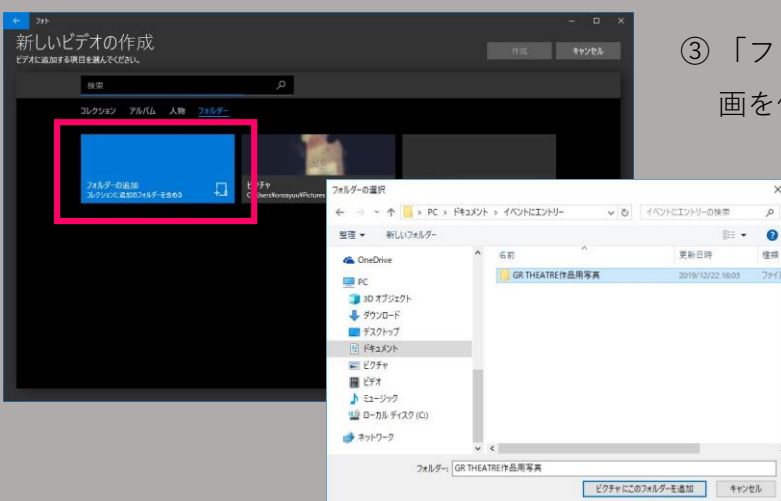 フォト
新しいビデオの作成
ビデオに追加する項目を選んでください。
作成
キャンセル
検索
コレクション アルバム 人物 フォルダー
フォルダーの追加
コレクションに追加のフォルダーを含める
ピクチャ
C:¥Users¥onosyuu¥Pictures
③「フ
画を
フォルダーの選択
PC › ドキュメント › イベントにエントリー
イベントにエントリーの検索
整理 新しいフォルダー
名前 更新日時 種類
GR THEATRE作品用写真 2019/12/22 16:03 ファイル
OneDrive
PC
3D オブジェクト
ダウンロード
デスクトップ
ドキュメント
ピクチャ
ビデオ
ミュージック
ローカル ディスク (C:)
ネットワーク
フォルダー: GR THEATRE作品用写真
ピクチャ にこのフォルダーを追加
キャンセル